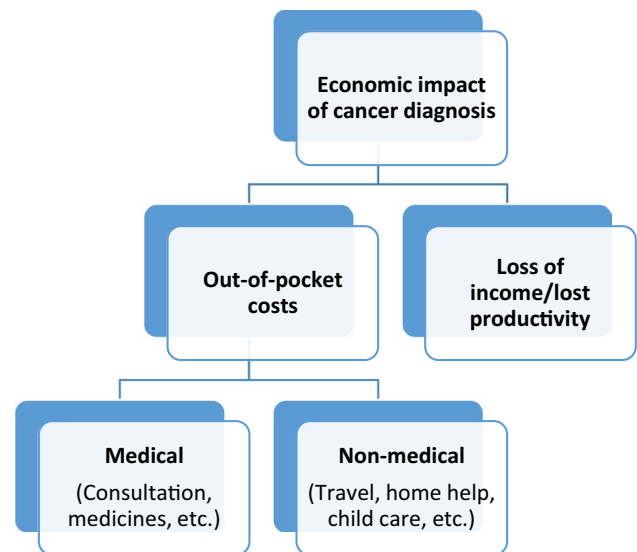 Economic impact
of cancer diagnosis
Out-of-pocket
costs
Loss of
income/lost
productivity
Medical
(Consultation,
medicines, etc.)
Non-medical
(Travel, home help,
child care, etc.)